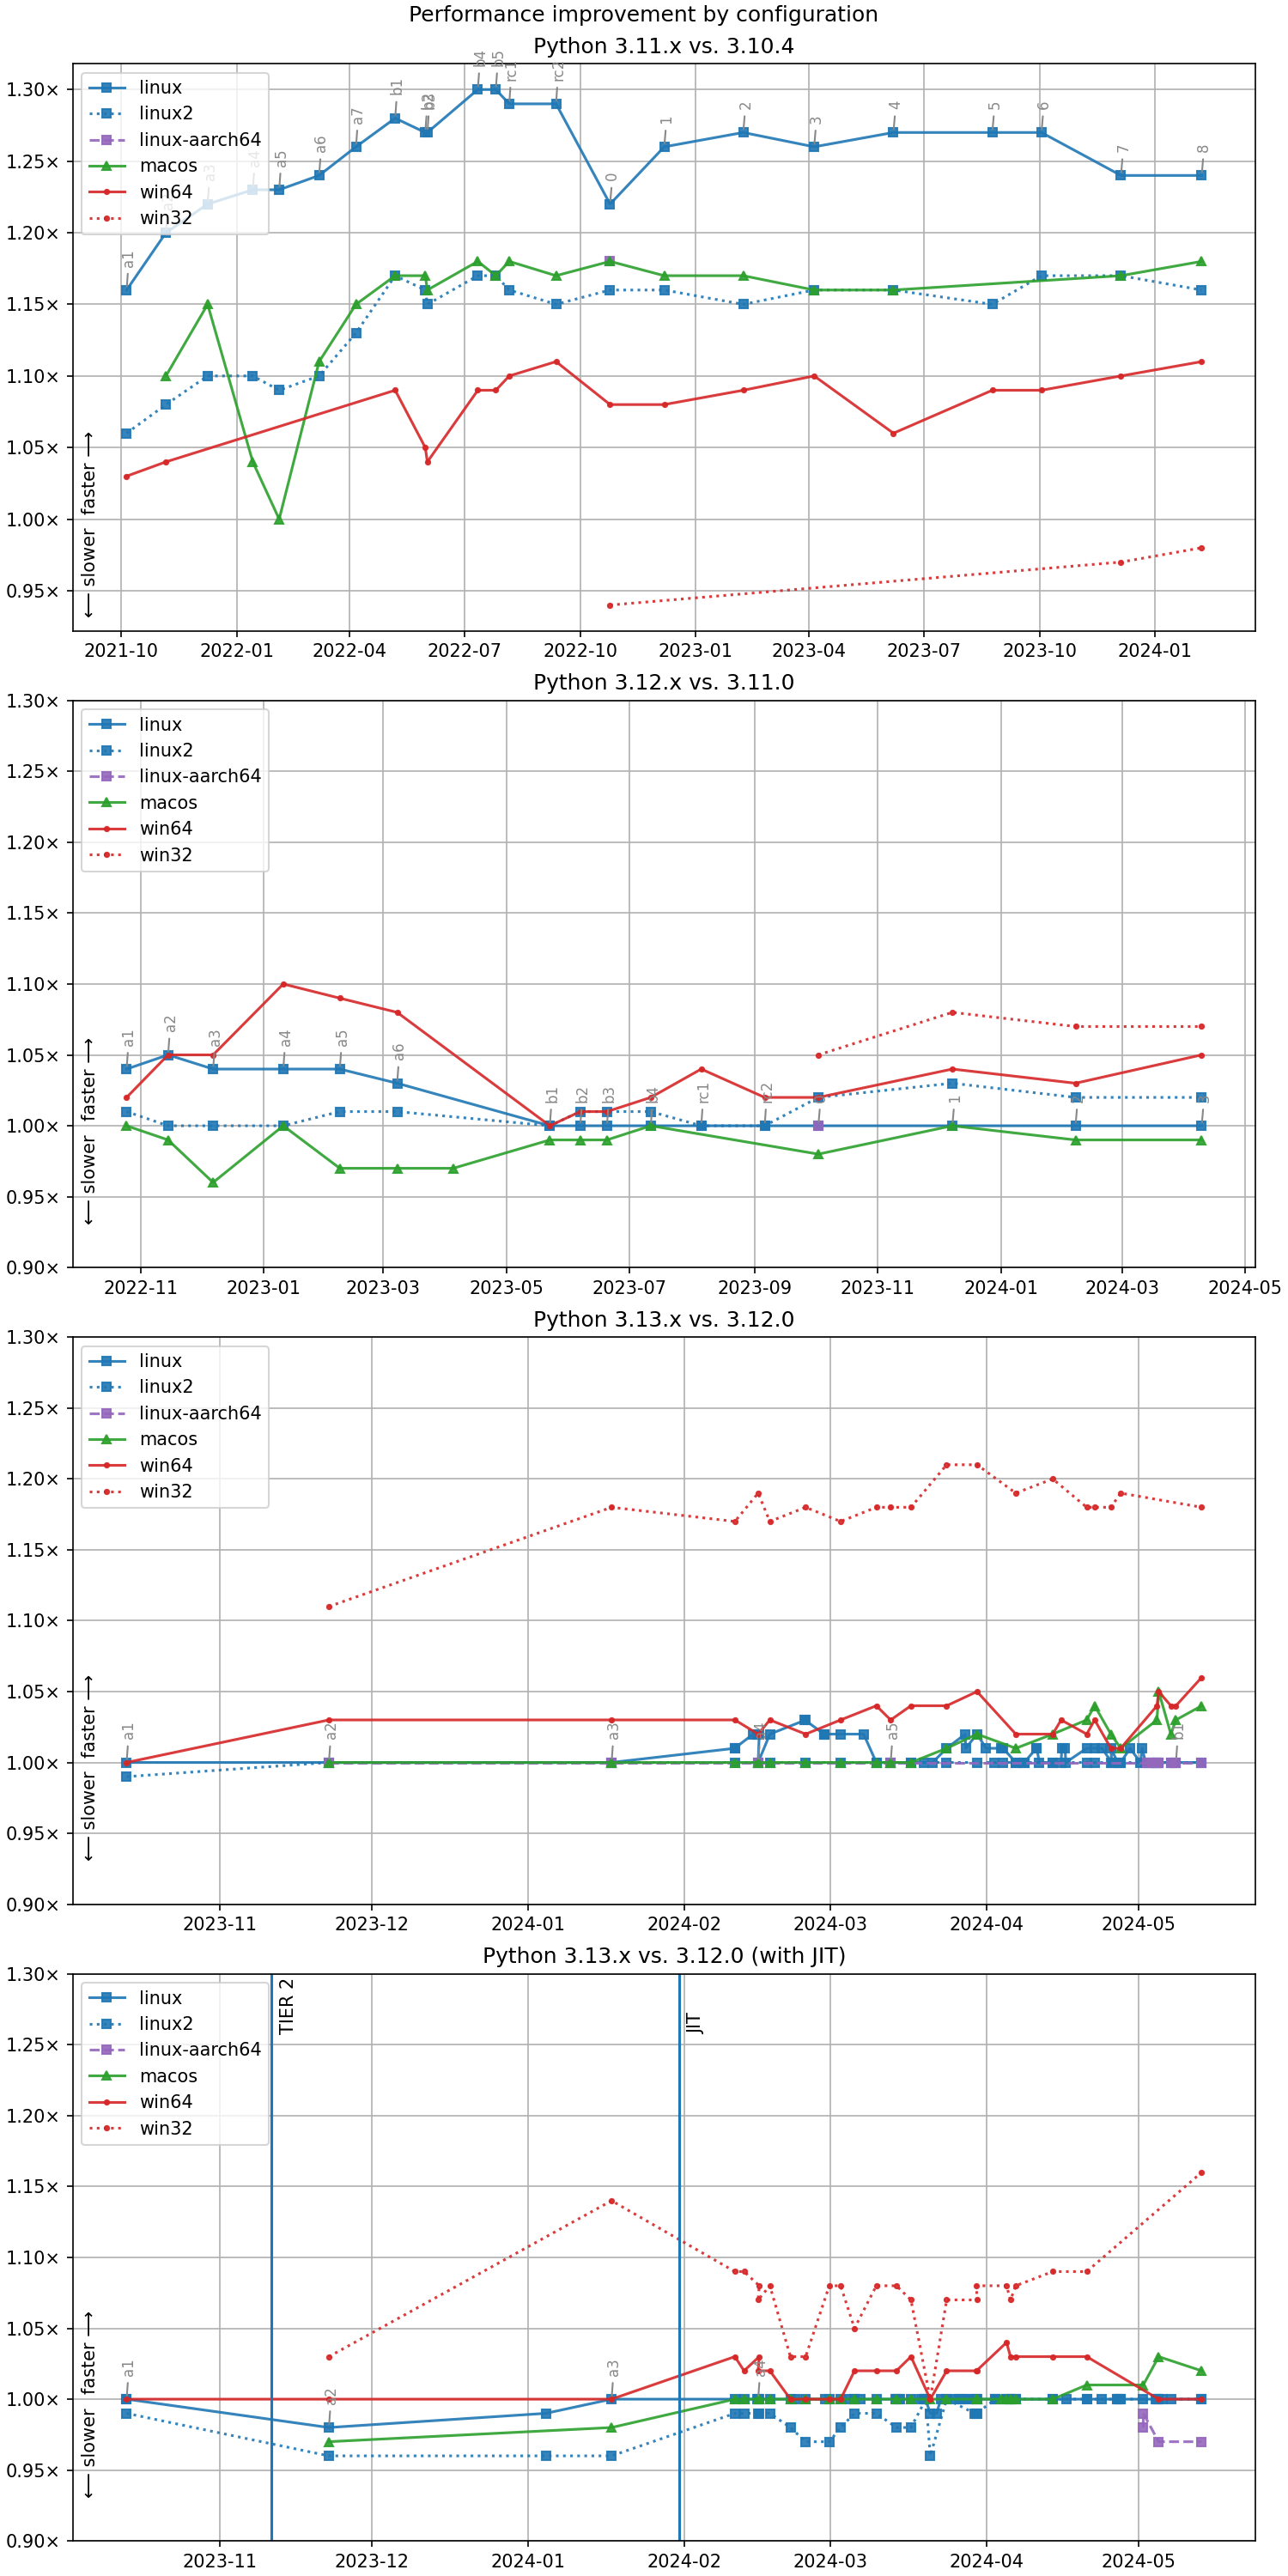 Performance improvement by configuration
Python 3.11.x vs. 3.10.4
linux
linux2
linux-aarch64
macos
win64
win32
1.30×
1.25×
1.20×
1.15×
1.10×
1.05×
1.00×
0.95×
←— slower faster —→
a1
a3
a4
a5
a6
a7
b1
b3
b4
b5
rc1
rc2
0
1
2
3
4
5
6
7
8
2021-10 2022-01 2022-04 2022-07 2022-10 2023-01 2023-04 2023-07 2023-10 2024-01
Python 3.12.x vs. 3.11.0
linux
linux2
linux-aarch64
macos
win64
win32
1.30×
1.25×
1.20×
1.15×
1.10×
1.05×
1.00×
0.95×
0.90×
←— slower faster —→
a1
a2
a3
a4
a5
a6
b1
b2
b3
b4
rc1
rc2
1
2022-11 2023-01 2023-03 2023-05 2023-07 2023-09 2023-11 2024-01 2024-03 2024-05
Python 3.13.x vs. 3.12.0
linux
linux2
linux-aarch64
macos
win64
win32
1.30×
1.25×
1.20×
1.15×
1.10×
1.05×
1.00×
0.95×
0.90×
←— slower faster —→
a1
a2
a3
a5
b1
2023-11 2023-12 2024-01 2024-02 2024-03 2024-04 2024-05
Python 3.13.x vs. 3.12.0 (with JIT)
linux
linux2
linux-aarch64
macos
win64
win32
TIER 2
JIT
1.30×
1.25×
1.20×
1.15×
1.10×
1.05×
1.00×
0.95×
0.90×
←— slower faster —→
a1
a2
a3
a4
2023-11 2023-12 2024-01 2024-02 2024-03 2024-04 2024-05